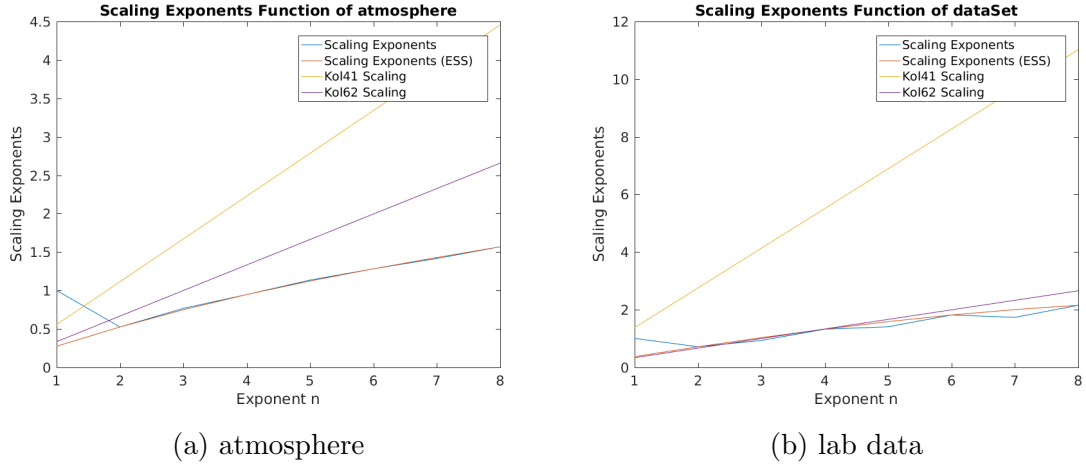 Scaling Exponents Function of atmosphere
4.5
4
3.5
3
2.5
2
1.5
1
0.5
0
Scaling Exponents
Scaling Exponents
Scaling Exponents (ESS)
Kol41 Scaling
Kol62 Scaling
1 2 3 4 5 6 7 8
Exponent n
(a) atmosphere
Scaling Exponents Function of dataSet
12
10
8
6
4
2
0
Scaling Exponents
Scaling Exponents
Scaling Exponents (ESS)
Kol41 Scaling
Kol62 Scaling
1 2 3 4 5 6 7 8
Exponent n
(b) lab data